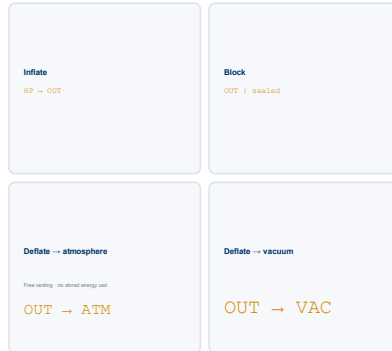 Inflate
HP → OUT
Block
OUT | sealed
Deflate → atmosphere
Free venting · no stored energy used
OUT → ATM
Deflate → vacuum
OUT → VAC